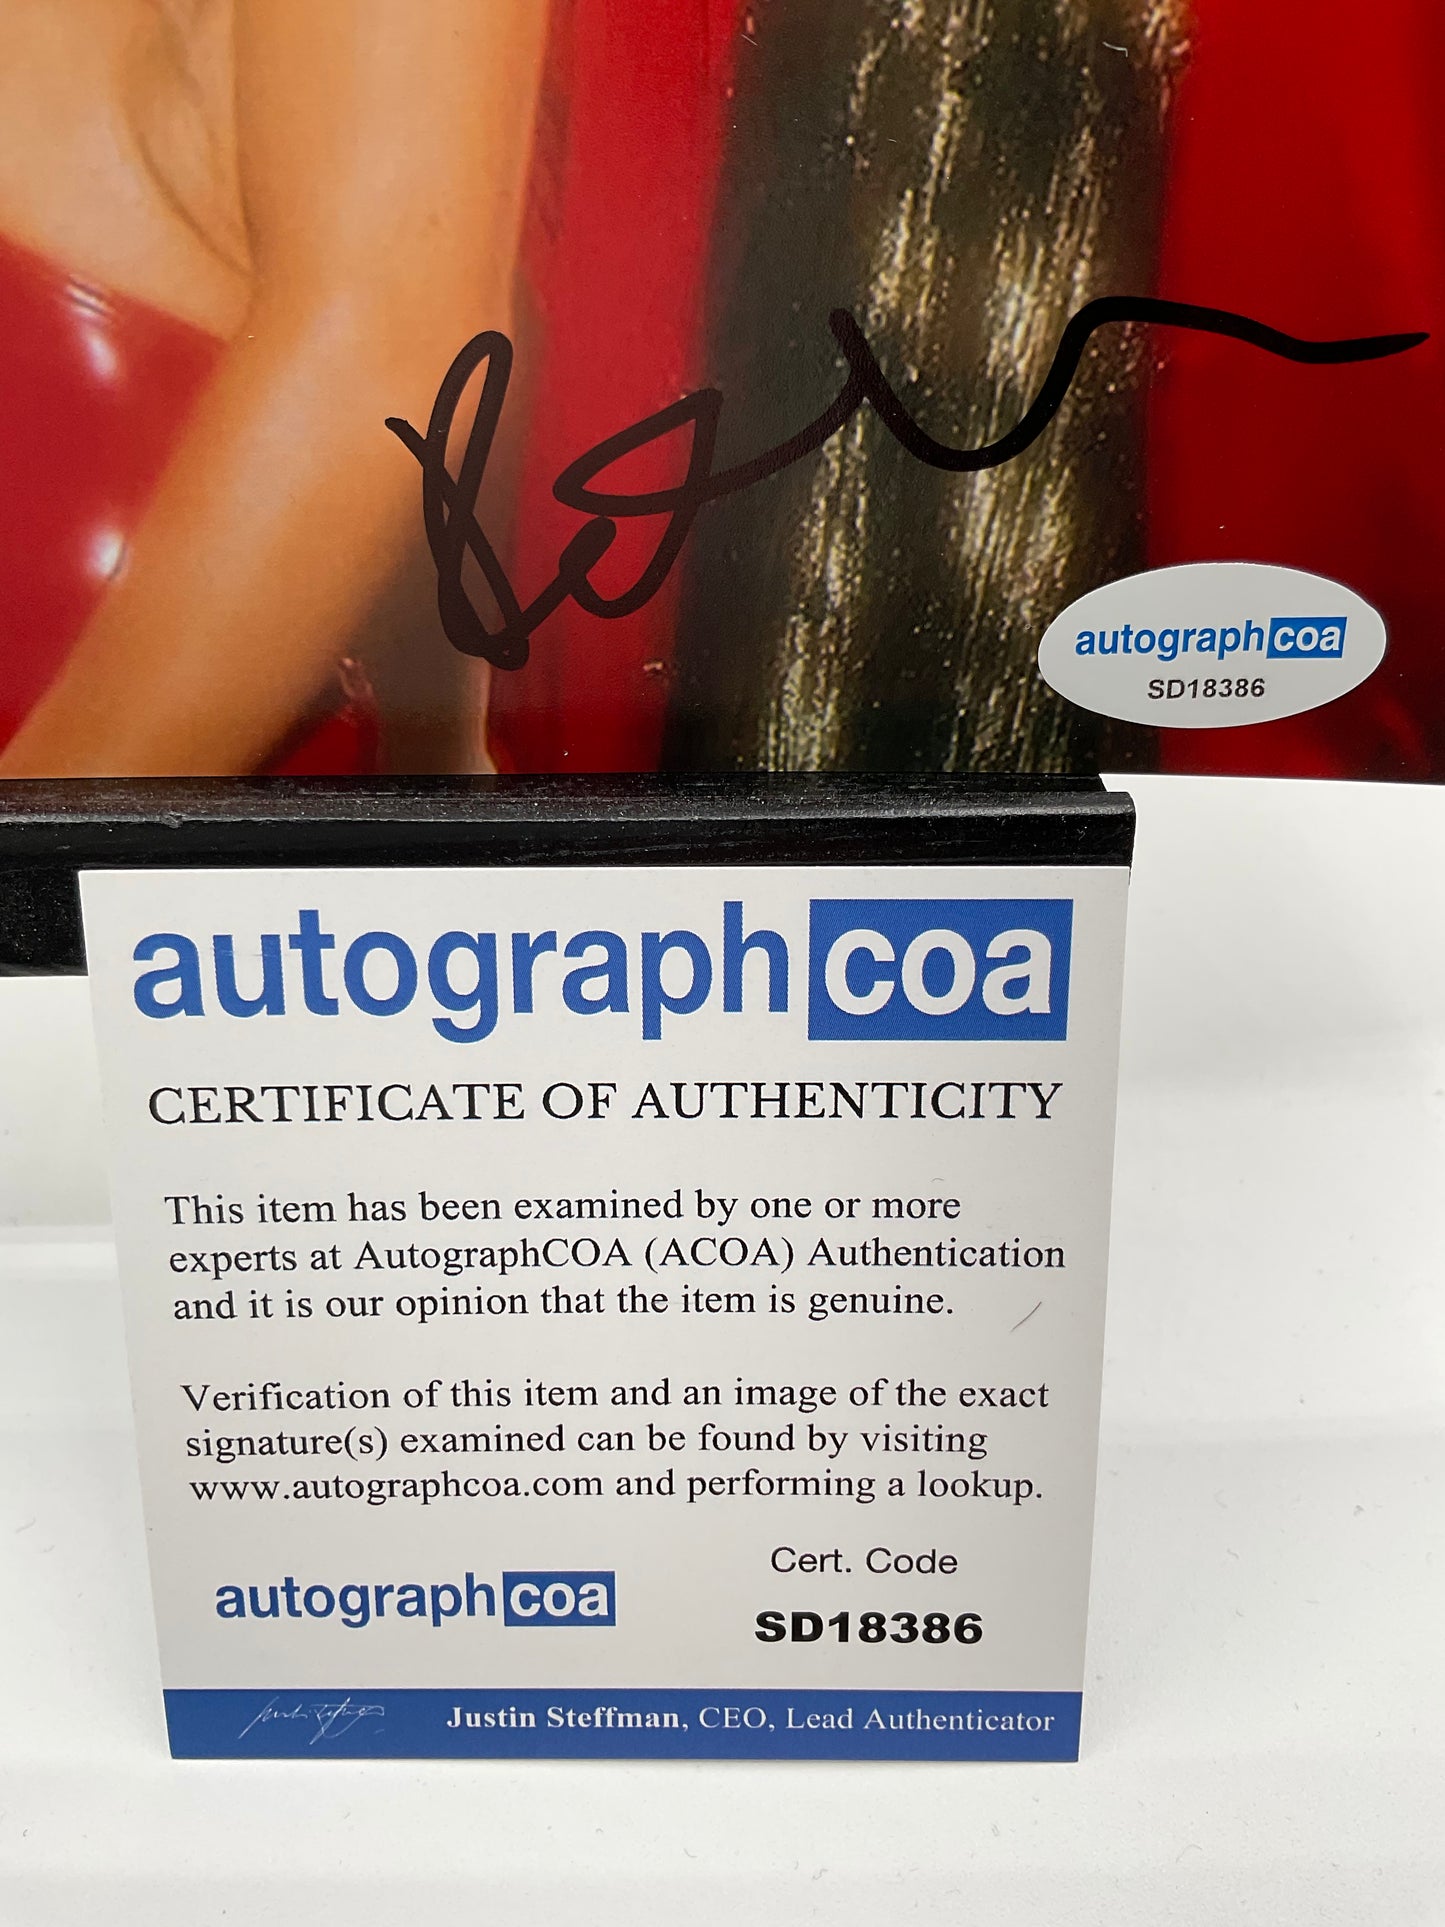 autographcoa
SD18386
autographcoa
CERTIFICATE OF AUTHENTICITY
This item has been examined by one or more
experts at AutographCOA (ACOA) Authentication
and it is our opinion that the item is genuine.
Verification of this item and an image of the exact
signature(s) examined can be found by visiting
www.autographcoa.com and performing a lookup.
autographcoa
Cert. Code
SD18386
Justin Steffman, CEO, Lead Authenticator